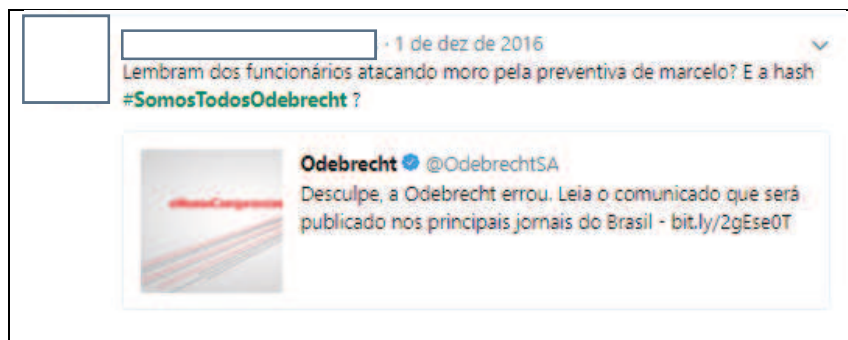 · 1 de dez de 2016
Lembram dos funcionários atacando moro pela preventiva de marcelo? E a hash
#SomosTodosOdebrecht ?
Odebrecht @OdebrechtSA
Desculpe, a Odebrecht errou. Leia o comunicado que será
publicado nos principais jornais do Brasil - bit.ly/2gEse0T